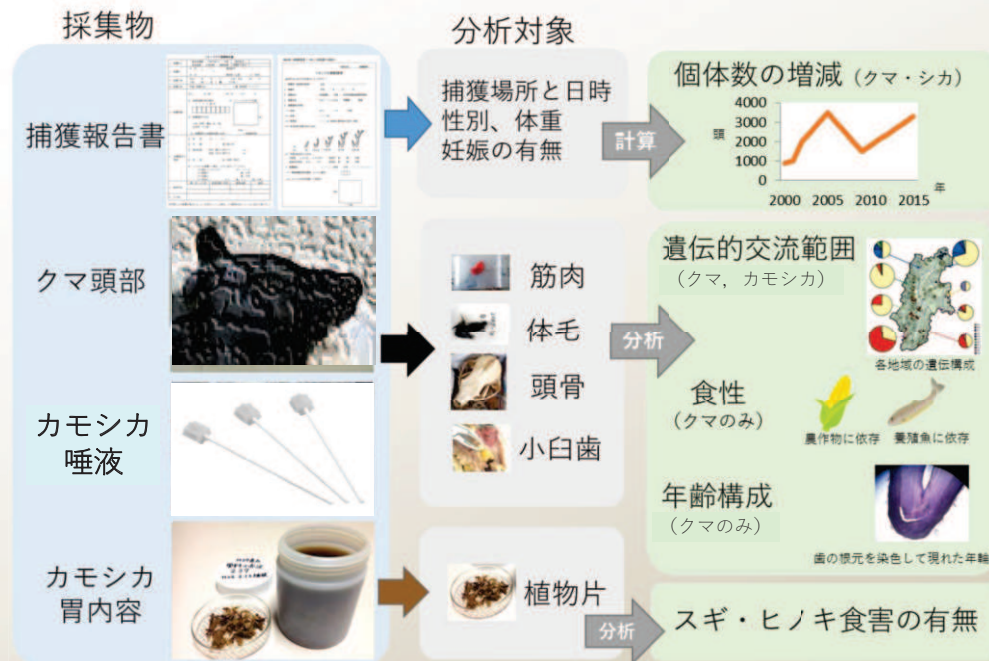 採集物
分析対象
捕獲報告書
捕獲場所と日時
性別、体重
妊娠の有無
計算
個体数の増減（クマ・シカ）
頭
4000
3000
2000
1000
0
2000 2005 2010 2015
年
クマ頭部
カモシカ
唾液
筋肉
体毛
頭骨
小臼歯
分析
遺伝的交流範囲
（クマ，カモシカ）
各地域の遺伝構成
食性
（クマのみ）
農作物に依存
養殖魚に依存
年齢構成
（クマのみ）
歯の根元を染色して現れた年輪
カモシカ
胃内容
植物片
分析
スギ・ヒノキ食害の有無